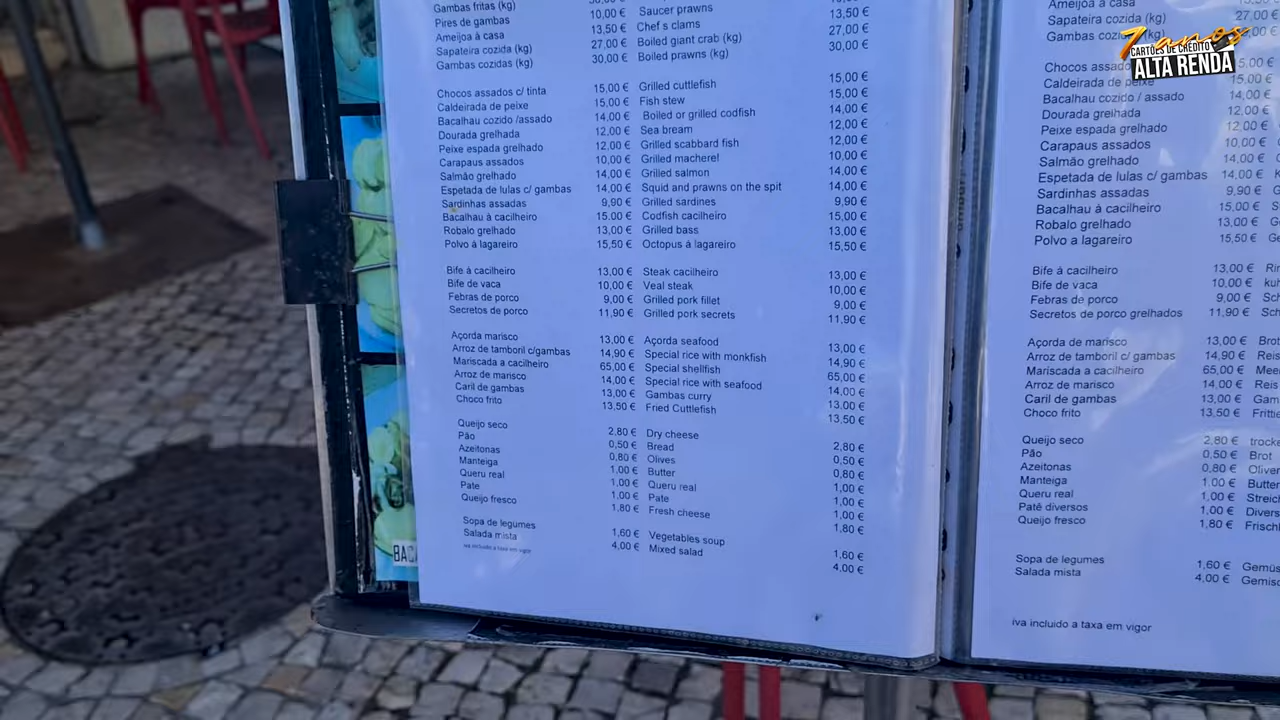 Gambas fritas (kg)
Pires de gambas 10,00 € Saucer prawns 13,50 €
Ameijoa à casa 13,50 € Chef s clams 27,00 €
Sapateira cozida (kg) 27,00 € Boiled giant crab (kg) 30,00 €
Gambas cozidas (kg) 30,00 € Boiled prawns (kg)
Chocos assados c/ tinta 15,00 € Grilled cuttlefish 15,00 €
Caldeirada de peixe 15,00 € Fish stew 15,00 €
Bacalhau cozido /assado 14,00 € Boiled or grilled codfish 14,00 €
Dourada grelhada 12,00 € Sea bream 12,00 €
Peixe espada grelhado 12,00 € Grilled scabbard fish 12,00 €
Carapaus assados 10,00 € Grilled macherel 10,00 €
Salmão grelhado 14,00 € Grilled salmon 14,00 €
Espetada de lulas c/ gambas 14,00 € Squid and prawns on the spit 14,00 €
Sardinhas assadas 9,90 € Grilled sardines 9,90 €
Bacalhau à cacilheiro 15.00 € Codfish cacilheiro 15,00 €
Robalo grelhado 13,00 € Grilled bass 13,00 €
Polvo à lagareiro 15,50 € Octopus à lagareiro 15,50 €
Bife à cacilheiro 13,00 € Steak cacilheiro 13,00 €
Bife de vaca 10,00 € Veal steak 10,00 €
Febras de porco 9,00 € Grilled pork fillet 9,00 €
Secretos de porco 11,90 € Grilled pork secrets 11,90 €
Açorda marisco 13,00 € Açorda seafood 13,00 €
Arroz de tamboril c/gambas 14,90 € Special rice with monkfish 14,90 €
Mariscada a cacilheiro 65,00 € Special shellfish 65,00 €
Arroz de marisco 14,00 € Special rice with seafood 14,00 €
Caril de gambas 13,00 € Gambas curry 13,00 €
Choco frito 13,50 € Fried Cuttlefish 13,50 €
Queijo seco 2,80 € Dry cheese 2,80 €
Pão 0,50 € Bread 0,50 €
Azeitonas 0,80 € Olives 0,80 €
Manteiga 1,00 € Butter 1,00 €
Queru real 1,00 € Queru real 1,00 €
Pate 1,00 € Pate 1,00 €
Queijo fresco 1,80 € Fresh cheese 1,80 €
Sopa de legumes 1,60 € Vegetables soup 1,60 €
Salada mista 4,00 € Mixed salad 4.00 €
iva incluido a taxa em vigor
Ameijoa à casa
Sapateira cozida (kg) 27,00 €
Gambas
Chocos
Caldeirada de peixe 15,00 €
Bacalhau cozido / assado 14,00 €
Dourada grelhada 12,00 €
Peixe espada grelhado 12,00 €
Carapaus assados 10,00 €
Salmão grelhado 14,00 €
Espetada de lulas c/ gambas 14,00 €
Sardinhas assadas 9,90 €
Bacalhau à cacilheiro 15,00 €
Robalo grelhado 13,00 €
Polvo a lagareiro 15,50 €
Bife à cacilheiro 13,00 €
Bife de vaca 10,00 €
Febras de porco 9,00 €
Secretos de porco grelhados 11,90 €
Açorda de marisco 13,00 €
Arroz de tamboril c/ gambas 14,90 € Reis
Mariscada a cacilheiro 65,00 €
Arroz de marisco 14,00 € Reis
Caril de gambas 13,00 €
Choco frito 13,50 €
Queijo seco 2,80 €
Pão 0,50 € Brot
Azeitonas 0,80 €
Manteiga 1,00 € Butter
Queru real 1,00 €
Patê diversos 1,00 €
Queijo fresco 1,80 €
Sopa de legumes 1,60 €
Salada mista 4,00 €
iva incluido a taxa em vigor
7 anos
CARTÕES DE CRÉDITO
ALTA RENDA